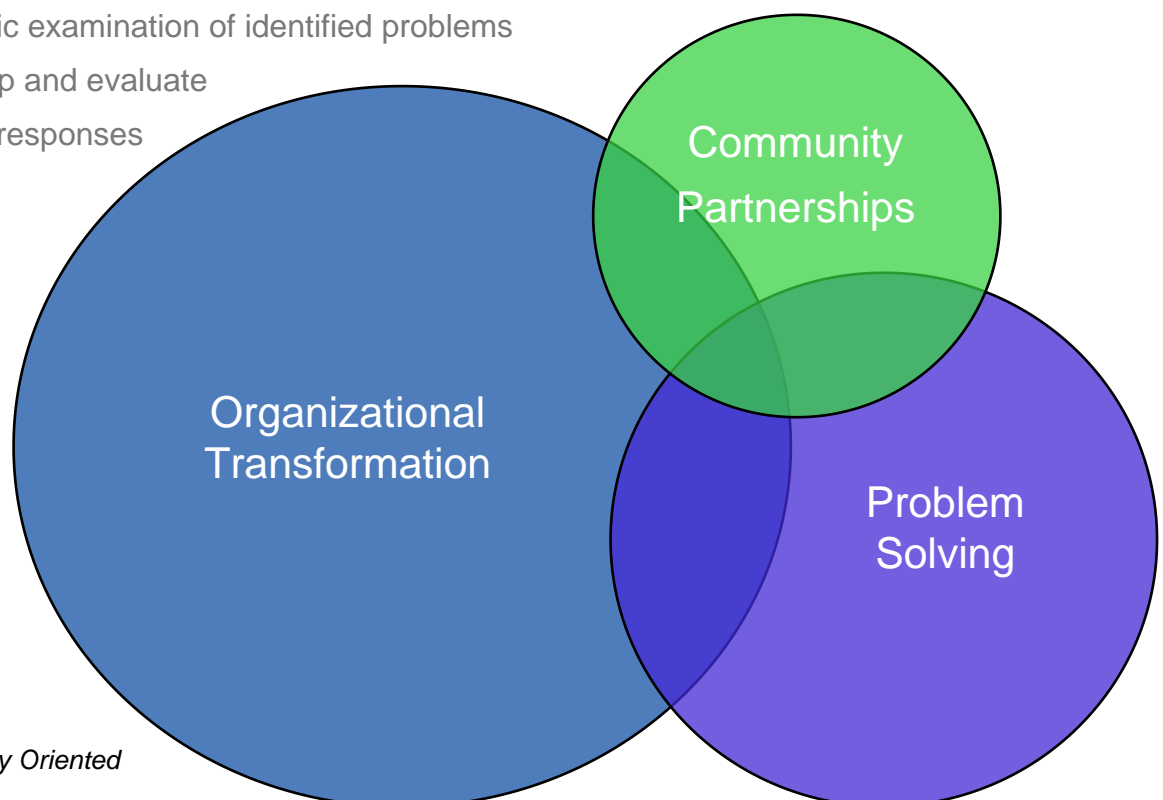 ic examination of identified problems
p and evaluate
responses
Community
Partnerships
Organizational
Transformation
Problem
Solving
y Oriented